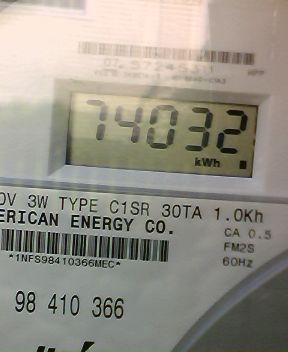 74032
kWh
0V 3W TYPE C1SR 30TA 1.0Kh
ERICAN ENERGY CO.
CA 0.5
FM2S
*1NFS98410366MEC*
60Hz
98 410 366